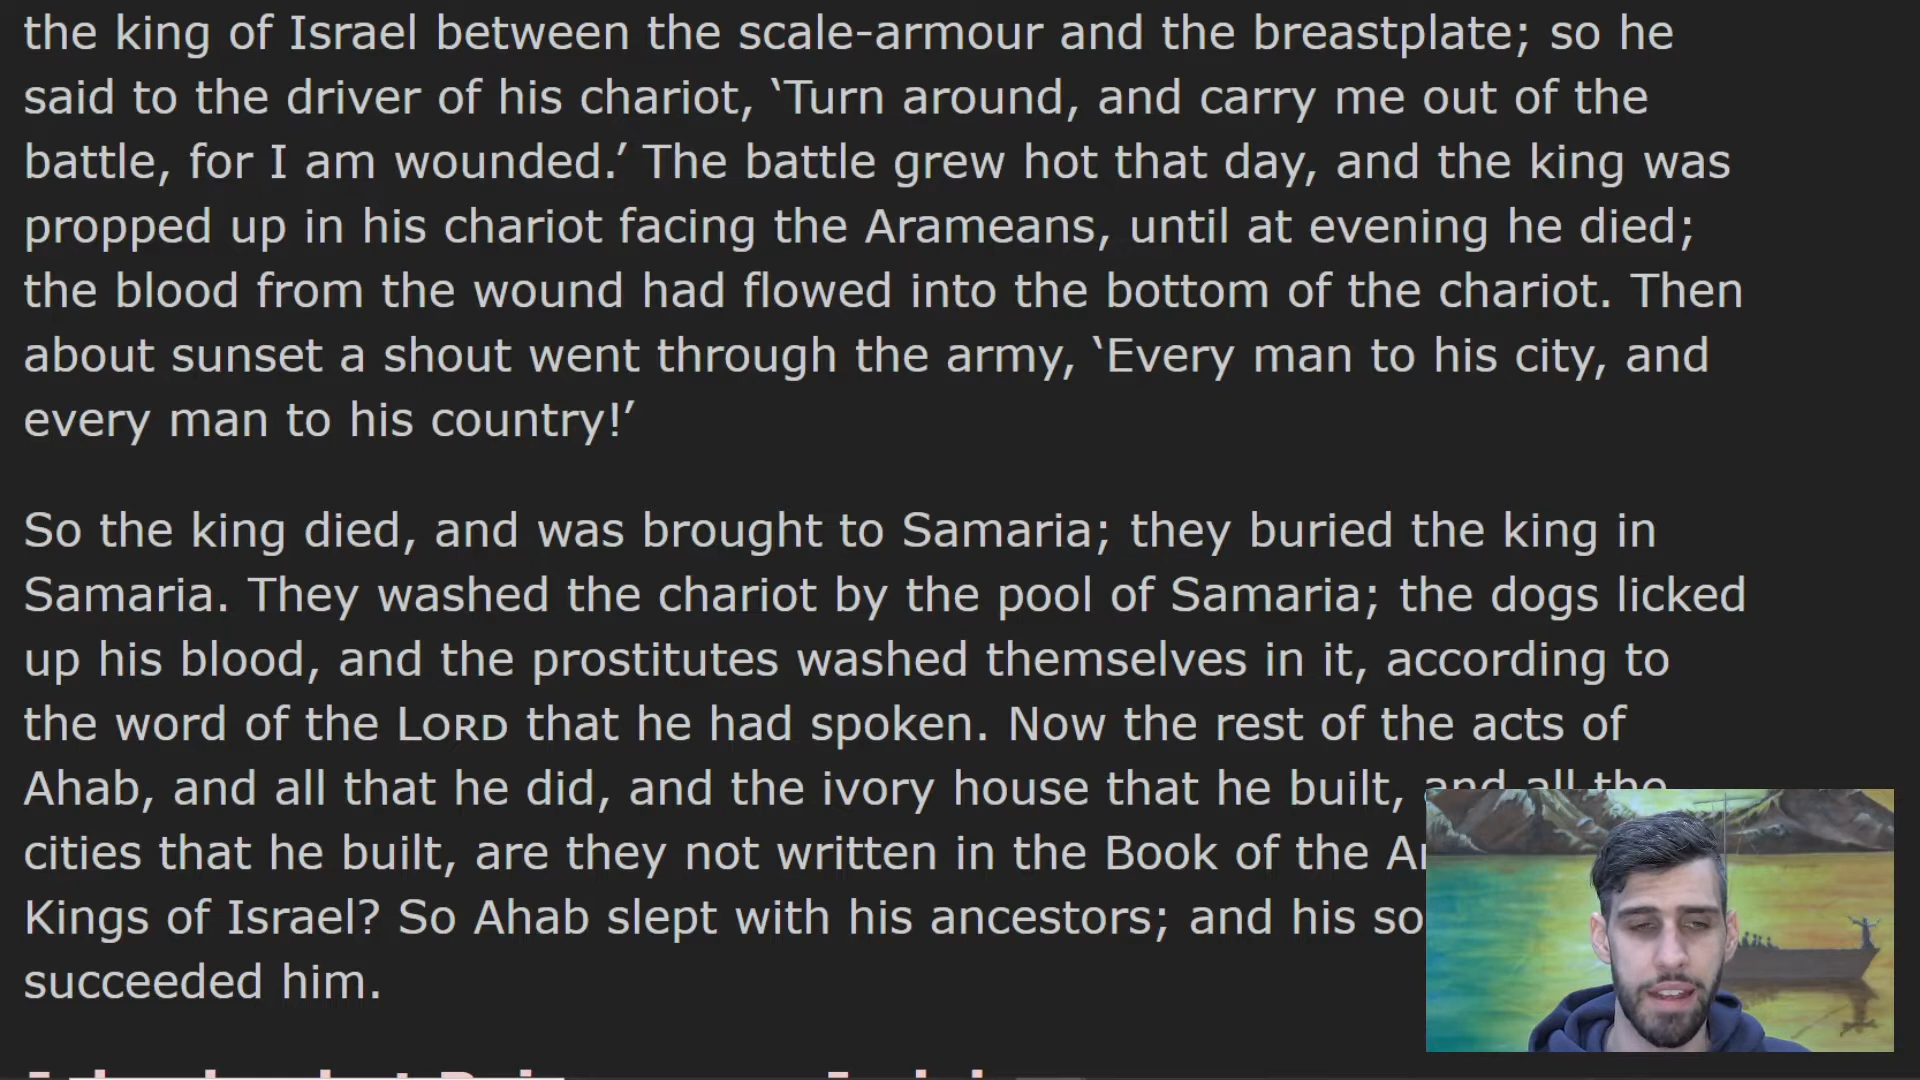 the king of Israel between the scale-armour and the breastplate; so he
said to the driver of his chariot, ‘Turn around, and carry me out of the
battle, for I am wounded.’ The battle grew hot that day, and the king was
propped up in his chariot facing the Arameans, until at evening he died;
the blood from the wound had flowed into the bottom of the chariot. Then
about sunset a shout went through the army, ‘Every man to his city, and
every man to his country!’
So the king died, and was brought to Samaria; they buried the king in
Samaria. They washed the chariot by the pool of Samaria; the dogs licked
up his blood, and the prostitutes washed themselves in it, according to
the word of the LORD that he had spoken. Now the rest of the acts of
Ahab, and all that he did, and the ivory house that he built, and all the
cities that he built, are they not written in the Book of the
Kings of Israel? So Ahab slept with his ancestors; and his
succeeded him.